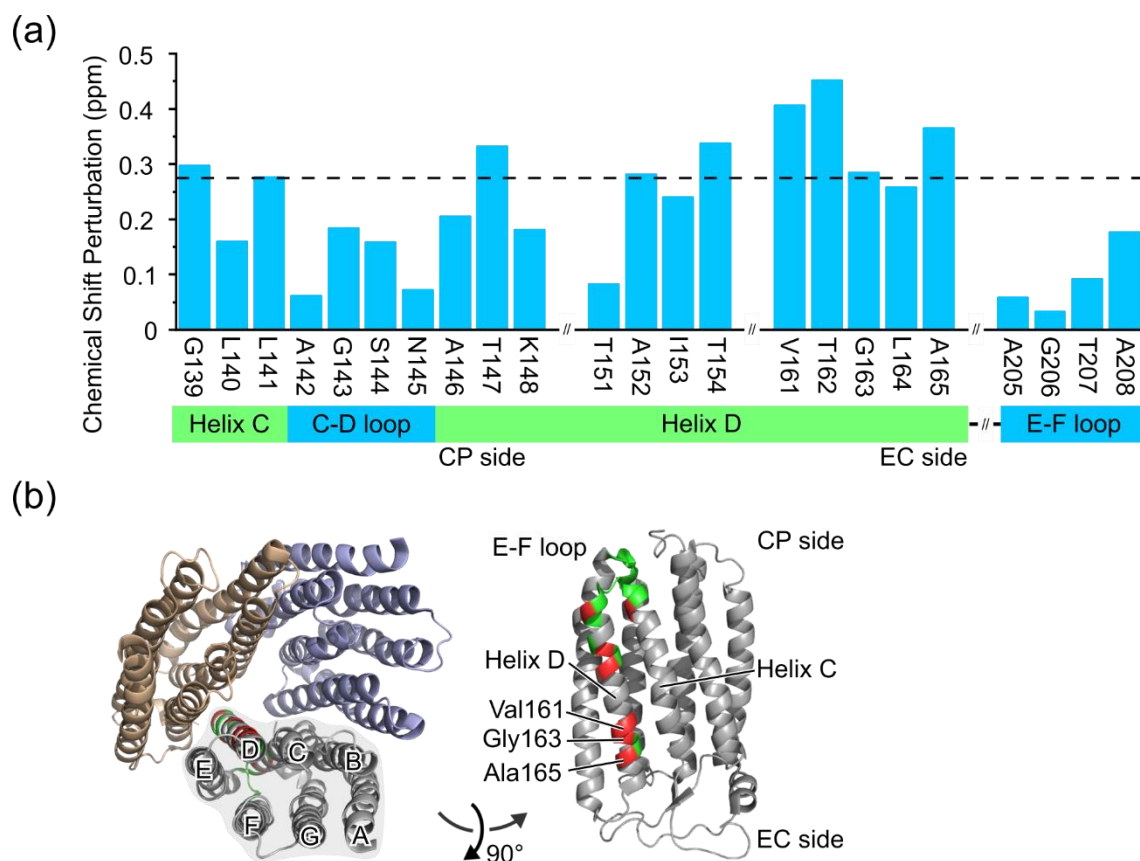 (a)
Chemical Shift Perturbation (ppm)
0.5
0.4
0.3
0.2
0.1
0
// // //
G139 L140 L141 A142 G143 S144 N145 A146 T147 K148 T151 A152 I153 T154 V161 T162 G163 L164 A165 A205 G206 T207 A208
Helix C C-D loop Helix D // E-F loop
CP side EC side
(b)
E-F loop CP side
Helix D Helix C
Val161
Gly163
Ala165
E D C B
F G A
90°
EC side